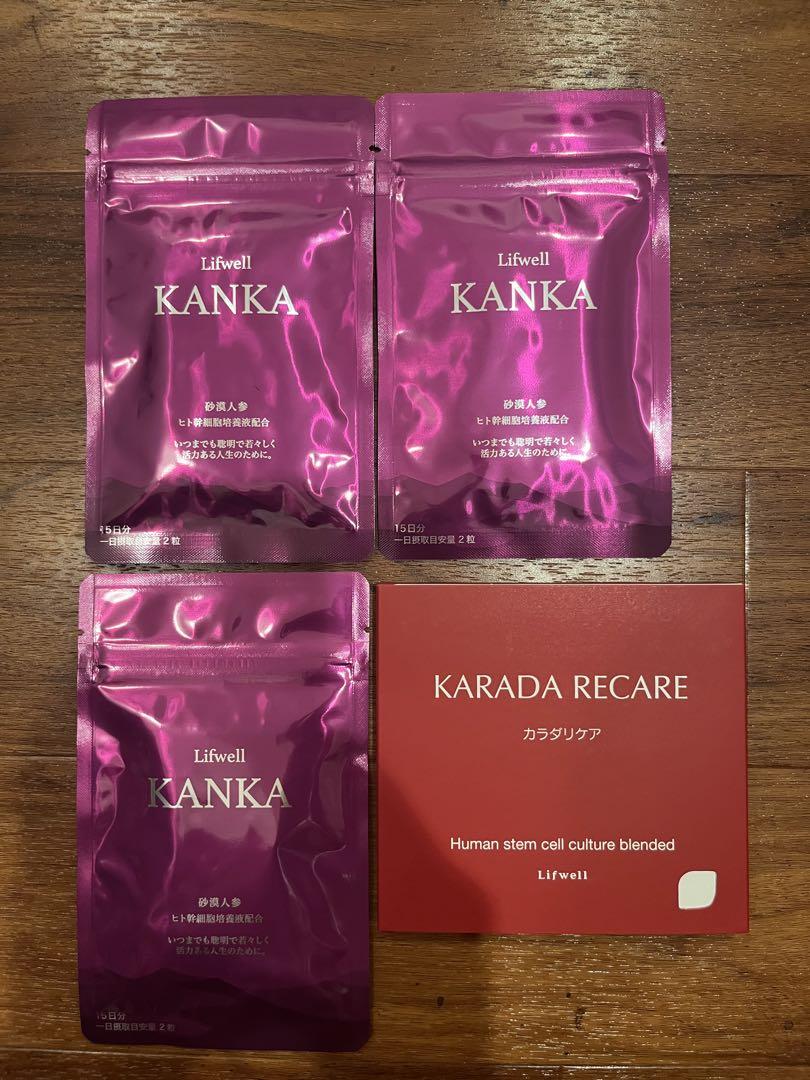 Lifwell
KANKA
砂漠人参
ヒト幹細胞培養液配合
いつまでも聡明で若々しく
活力ある人生のために。
15日分
一日摂取目安量 2 粒
Lifwell
KANKA
砂漠人参
ヒト幹細胞培養液配合
いつまでも聡明で若々しく
活力ある人生のために。
15日分
一日摂取目安量 2 粒
Lifwell
KANKA
砂漠人参
ヒト幹細胞培養液配合
いつまでも聡明で若々しく
活力ある人生のために。
15日分
一日摂取目安量 2 粒
KARADA RECARE
カラダリケア
Human stem cell culture blended
Lifwell